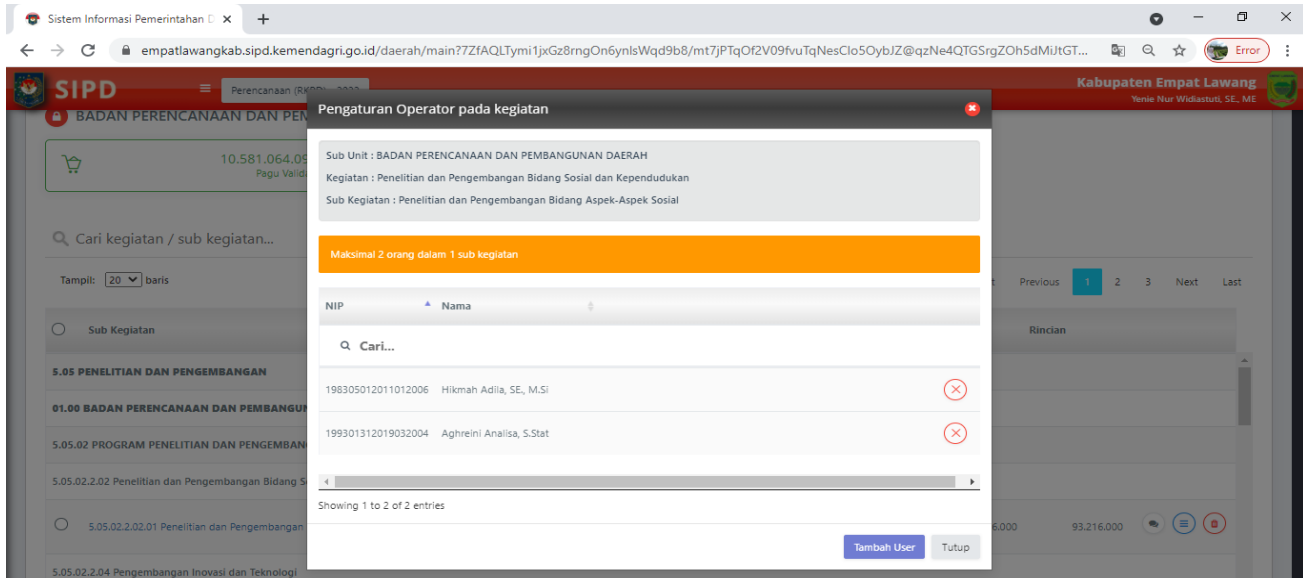 Sistem Informasi Pemerintahan D
empatlawangkab.sipd.kemendagri.go.id/daerah/main?7ZfAQLTymi1jxGz8rngOn6ynlsWqd9b8/mt7jPTqOf2V09fvuTqNesClo5OybJZ@qzNe4QTGSrgZOh5dMiJtGT...
Error
SIPD
Perencanaan
2022
Kabupaten Empat Lawang
Yenie Nur Widiastuti, SE., ME
BADAN PERENCANAAN DAN PEM
10.581.064.09
Pagu Valid
Cari kegiatan / sub kegiatan...
Tampil: 20 baris
Previous 1 2 3 Next Last
Sub Kegiatan
Rincian
5.05 PENELITIAN DAN PENGEMBANGAN
01.00 BADAN PERENCANAAN DAN PEMBANGUN
5.05.02 PROGRAM PENELITIAN DAN PENGEMBAN
5.05.02.2.02 Penelitian dan Pengembangan Bidang S
5.05.02.2.02.01 Penelitian dan Pengembangan
6.000
93.216.000
5.05.02.2.04 Pengembangan Inovasi dan Teknologi
Pengaturan Operator pada kegiatan
Sub Unit : BADAN PERENCANAAN DAN PEMBANGUNAN DAERAH
Kegiatan : Penelitian dan Pengembangan Bidang Sosial dan Kependudukan
Sub Kegiatan : Penelitian dan Pengembangan Bidang Aspek-Aspek Sosial
Maksimal 2 orang dalam 1 sub kegiatan
NIP Nama
Cari...
198305012011012006 Hikmah Adila, SE., M.Si
199301312019032004 Aghreini Analisa, S.Stat
Showing 1 to 2 of 2 entries
Tambah User Tutup